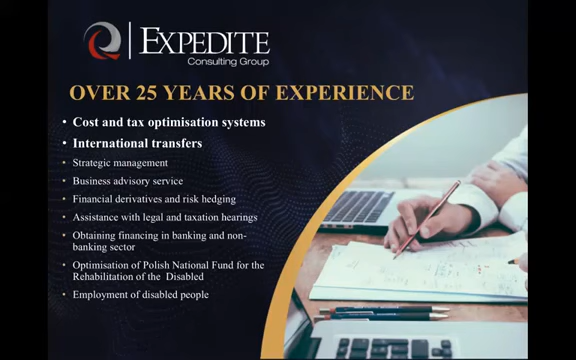 EXPEDITE
Consulting Group
OVER 25 YEARS OF EXPERIENCE
• Cost and tax optimisation systems
• International transfers
• Strategic management
• Business advisory service
• Financial derivatives and risk hedging
• Assistance with legal and taxation hearings
• Obtaining financing in banking and non-
banking sector
• Optimisation of Polish National Fund for the
Rehabilitation of the Disabled
• Employment of disabled people